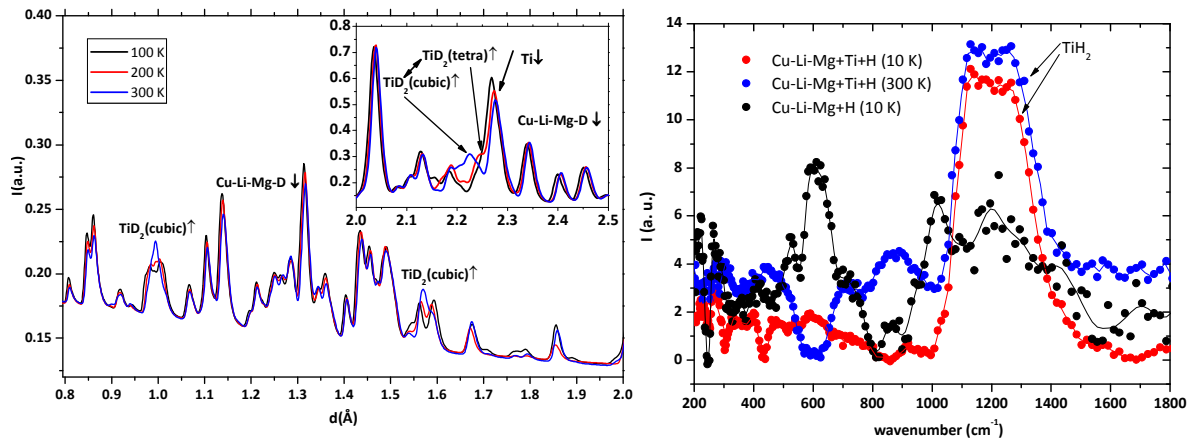 I(a.u.)
0.40
0.35
0.30
0.25
0.20
0.15
0.8 0.9 1.0 1.1 1.2 1.3 1.4 1.5 1.6 1.7 1.8 1.9 2.0
d(Å)
100 K
200 K
300 K
TiD₂(cubic)↑
Cu-Li-Mg-D ↓
TiD₂(cubic)↑
0.8
0.7
0.6
0.5
0.4
0.3
0.2
2.0 2.1 2.2 2.3 2.4 2.5
TiD₂(tetra)↑
Ti↓
TiD₂(cubic)↑
Cu-Li-Mg-D ↓
I (a. u.)
14
12
10
8
6
4
2
0
200 400 600 800 1000 1200 1400 1600 1800
wavenumber (cm⁻¹)
Cu-Li-Mg+Ti+H (10 K)
Cu-Li-Mg+Ti+H (300 K)
Cu-Li-Mg+H (10 K)
TiH₂